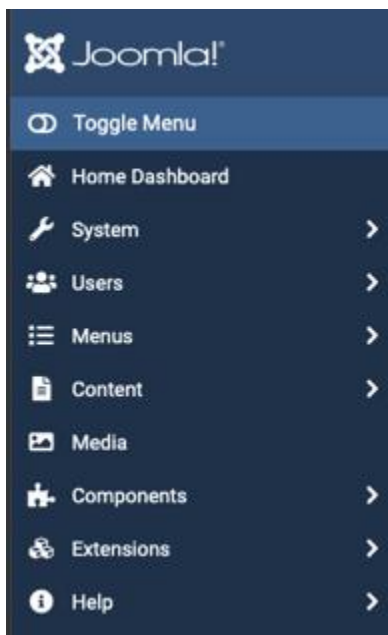 Joomla!®
Toggle Menu
Home Dashboard
System
Users
Menus
Content
Media
Components
Extensions
Help